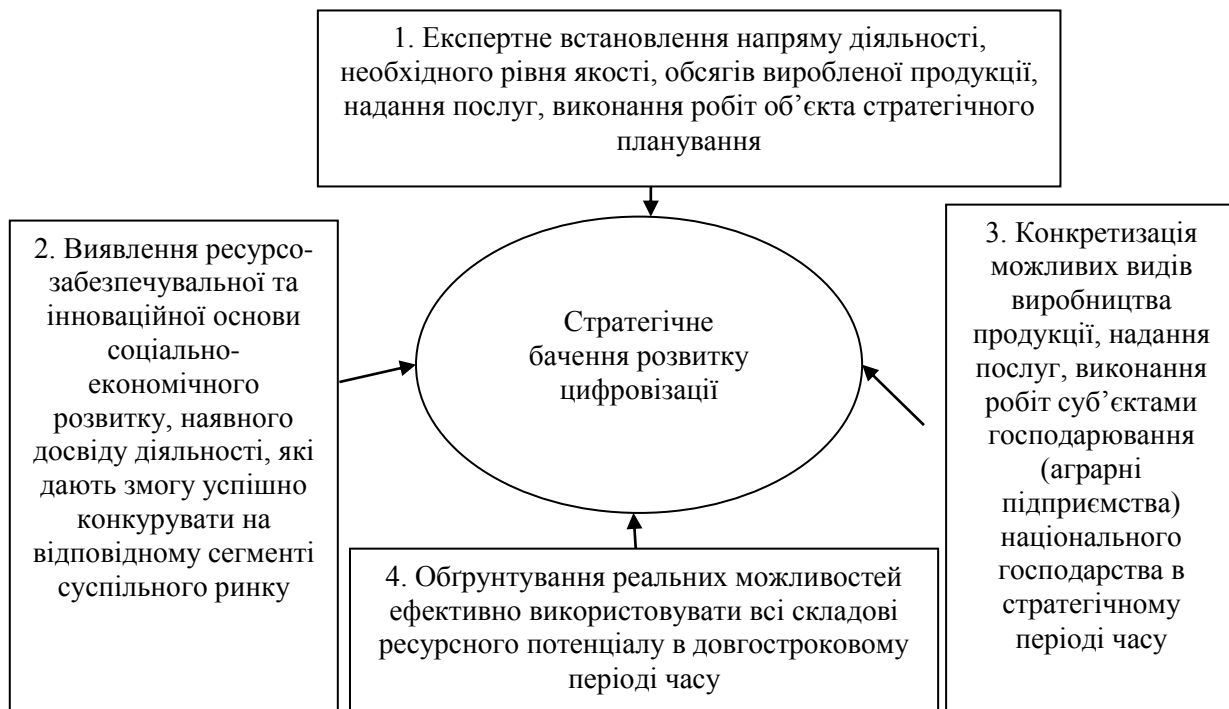 1. Експертне встановлення напряму діяльності,
необхідного рівня якості, обсягів виробленої продукції,
надання послуг, виконання робіт об’єкта стратегічного
планування
2. Виявлення ресурсо-
забезпечувальної та
інноваційної основи
соціально-
економічного
розвитку, наявного
досвіду діяльності, які
дають змогу успішно
конкурувати на
відповідному сегменті
суспільного ринку
Стратегічне
бачення розвитку
цифровізації
3. Конкретизація
можливих видів
виробництва
продукції, надання
послуг, виконання
робіт суб’єктами
господарювання
(аграрні
підприємства)
національного
господарства в
стратегічному
періоді часу
4. Обґрунтування реальних можливостей
ефективно використовувати всі складові
ресурсного потенціалу в довгостроковому
періоді часу